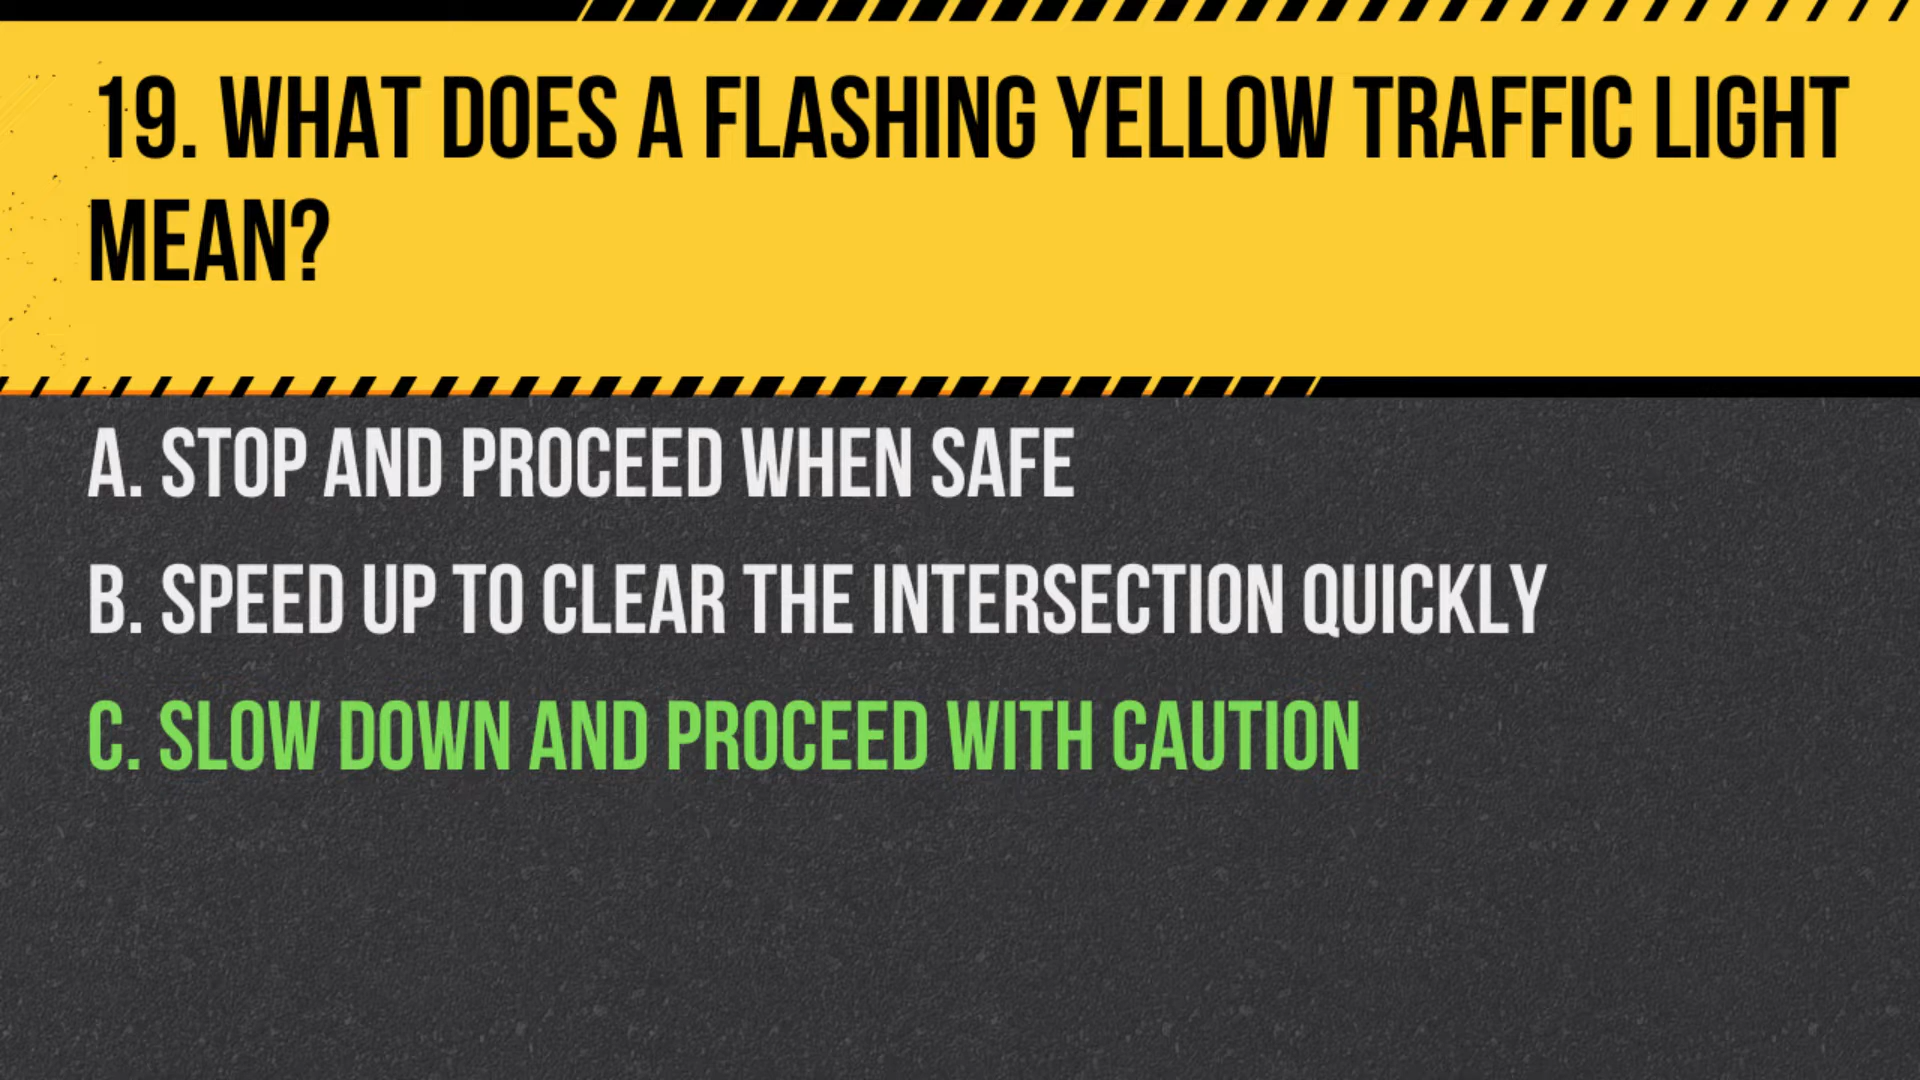 19. WHAT DOES A FLASHING YELLOW TRAFFIC LIGHT
MEAN?
A. STOP AND PROCEED WHEN SAFE
B. SPEED UP TO CLEAR THE INTERSECTION QUICKLY
C. SLOW DOWN AND PROCEED WITH CAUTION